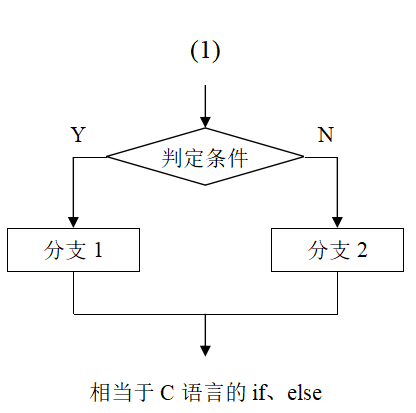 (1)
Y
N
判定条件
分支 1
分支 2
相当于 C 语言的 if、else